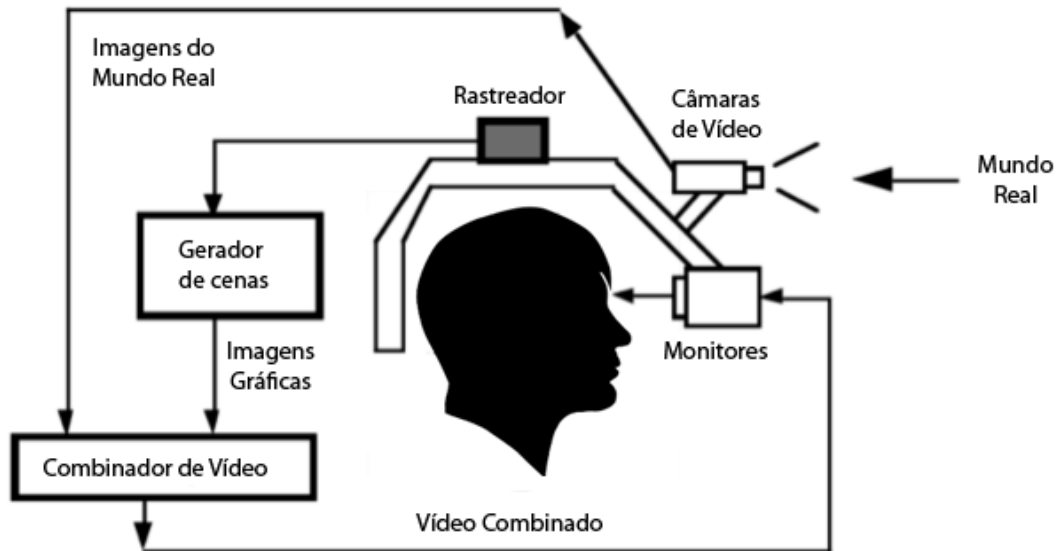 Imagens do
Mundo Real
Rastreador
Câmaras
de Vídeo
Mundo
Real
Gerador
de cenas
Imagens
Gráficas
Monitores
Combinador de Vídeo
Vídeo Combinado